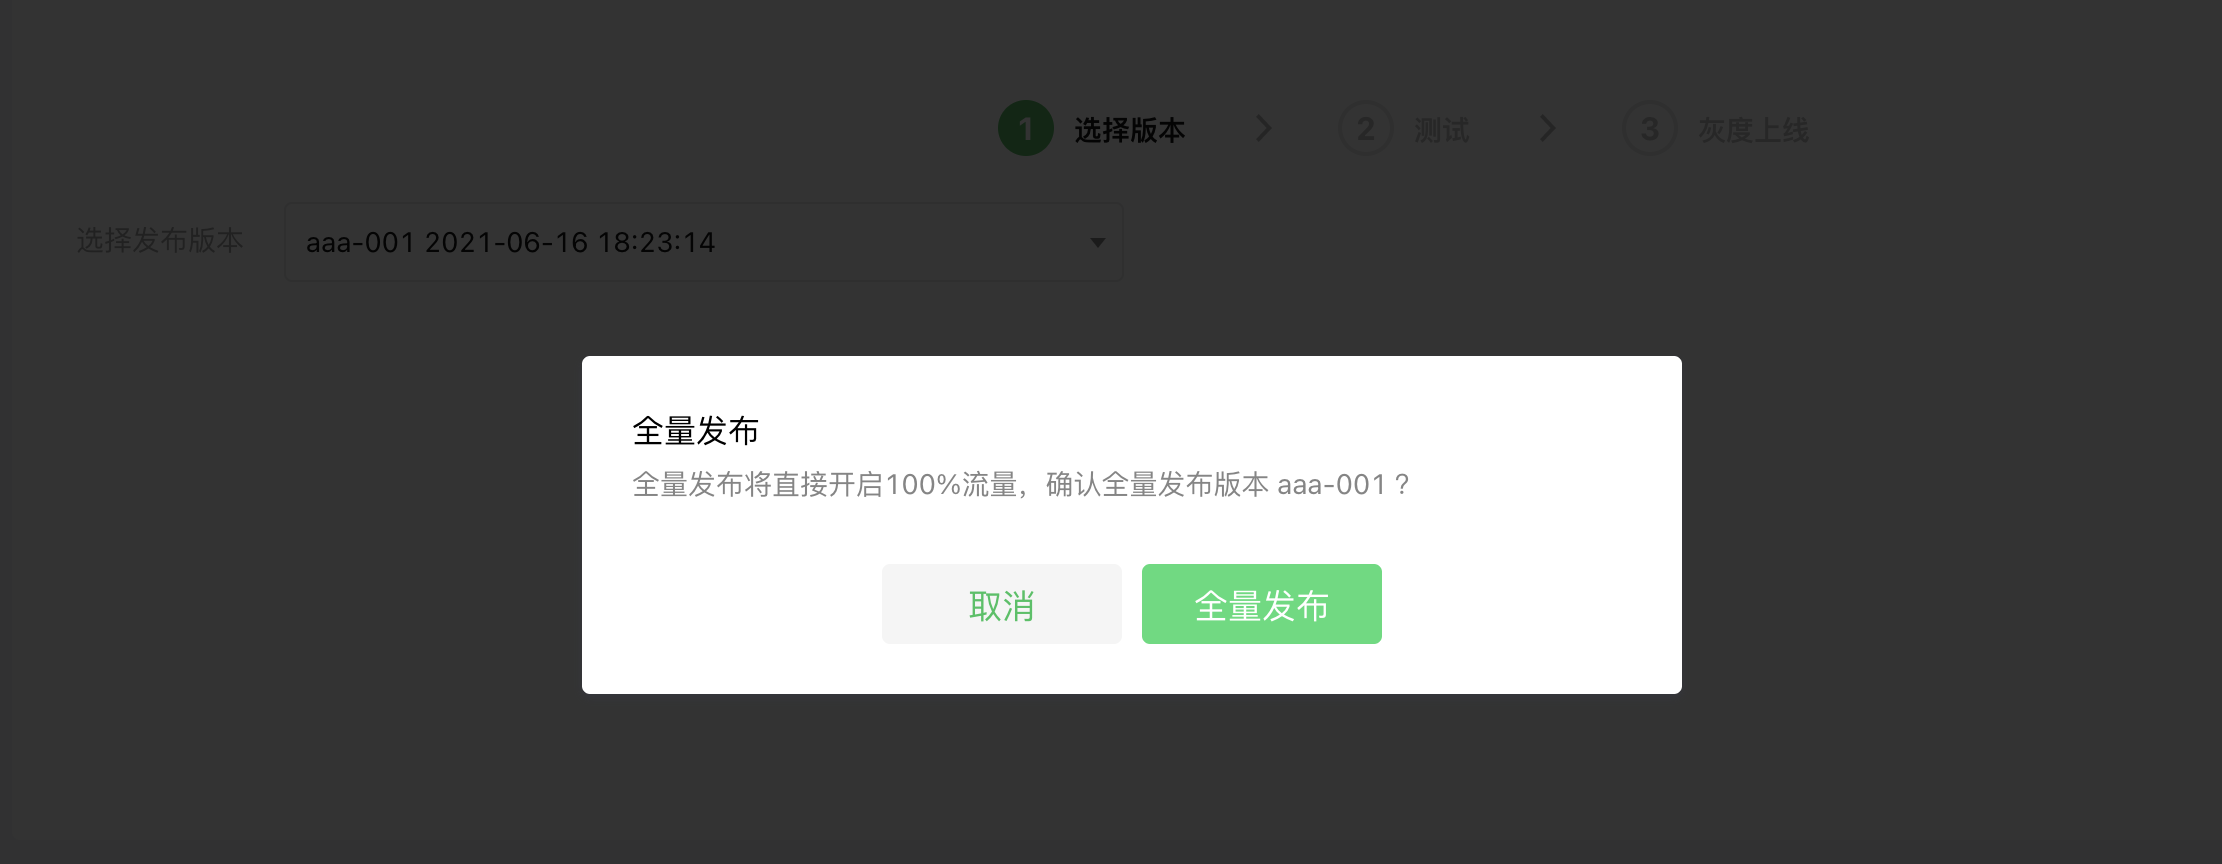 1 选择版本 > 2 测试 > 3 灰度上线
选择发布版本 aaa-001 2021-06-16 18:23:14
全量发布
全量发布将直接开启100%流量，确认全量发布版本 aaa-001？
取消 全量发布